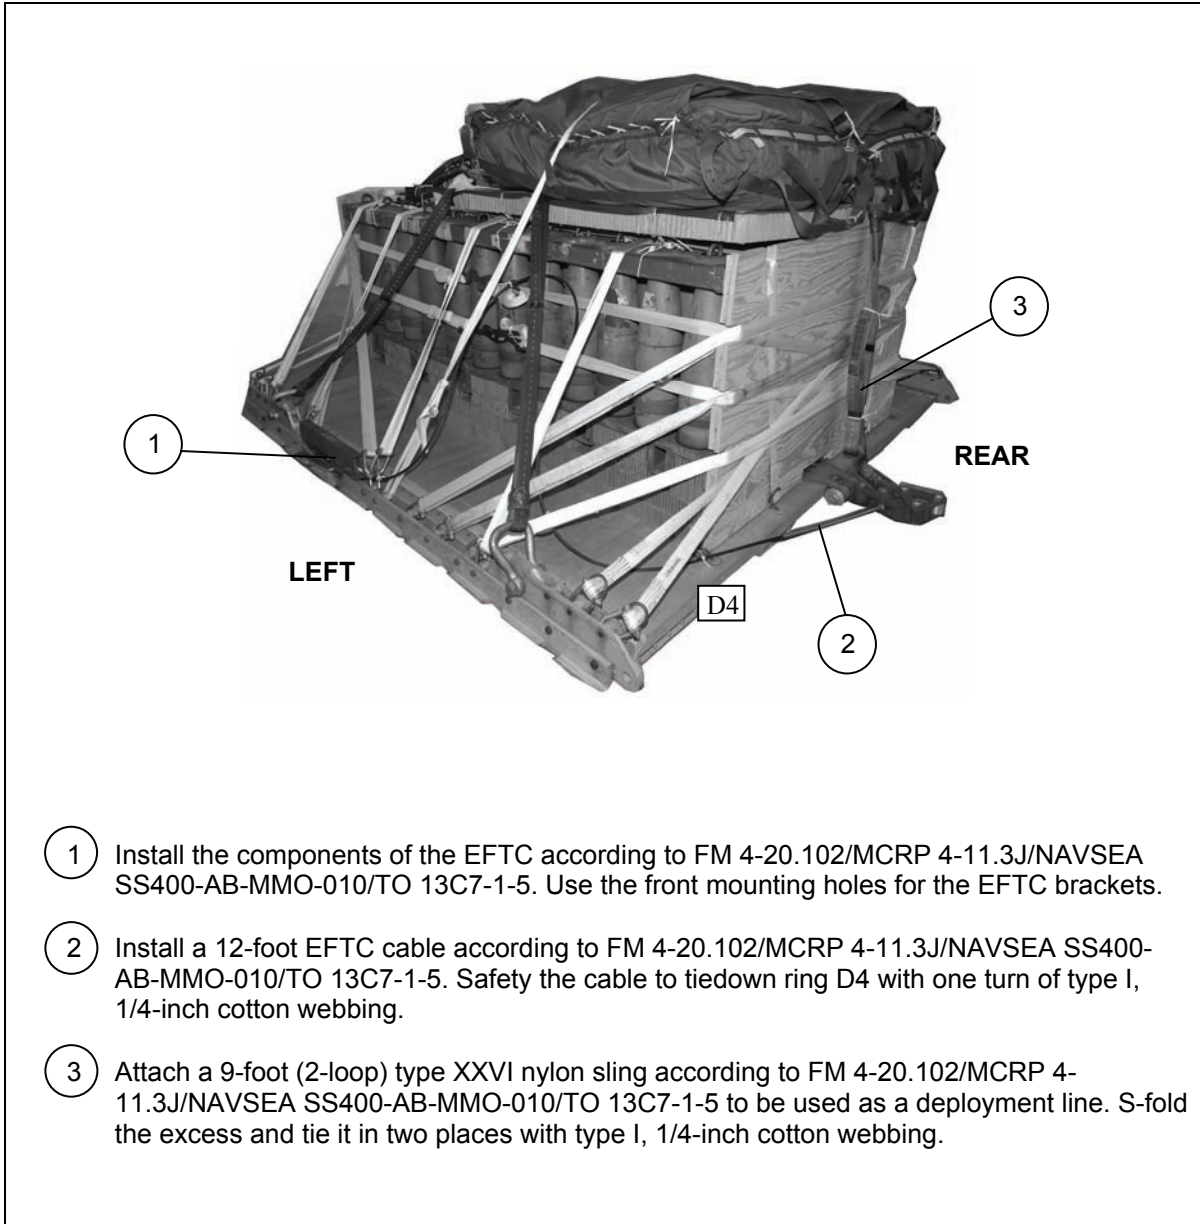 3
REAR
1
LEFT
D4
2
1 Install the components of the EFTC according to FM 4-20.102/MCRP 4-11.3J/NAVSEA
SS400-AB-MMO-010/TO 13C7-1-5. Use the front mounting holes for the EFTC brackets.
2 Install a 12-foot EFTC cable according to FM 4-20.102/MCRP 4-11.3J/NAVSEA SS400-
AB-MMO-010/TO 13C7-1-5. Safety the cable to tiedown ring D4 with one turn of type I,
1/4-inch cotton webbing.
3 Attach a 9-foot (2-loop) type XXVI nylon sling according to FM 4-20.102/MCRP 4-
11.3J/NAVSEA SS400-AB-MMO-010/TO 13C7-1-5 to be used as a deployment line. S-fold
the excess and tie it in two places with type I, 1/4-inch cotton webbing.